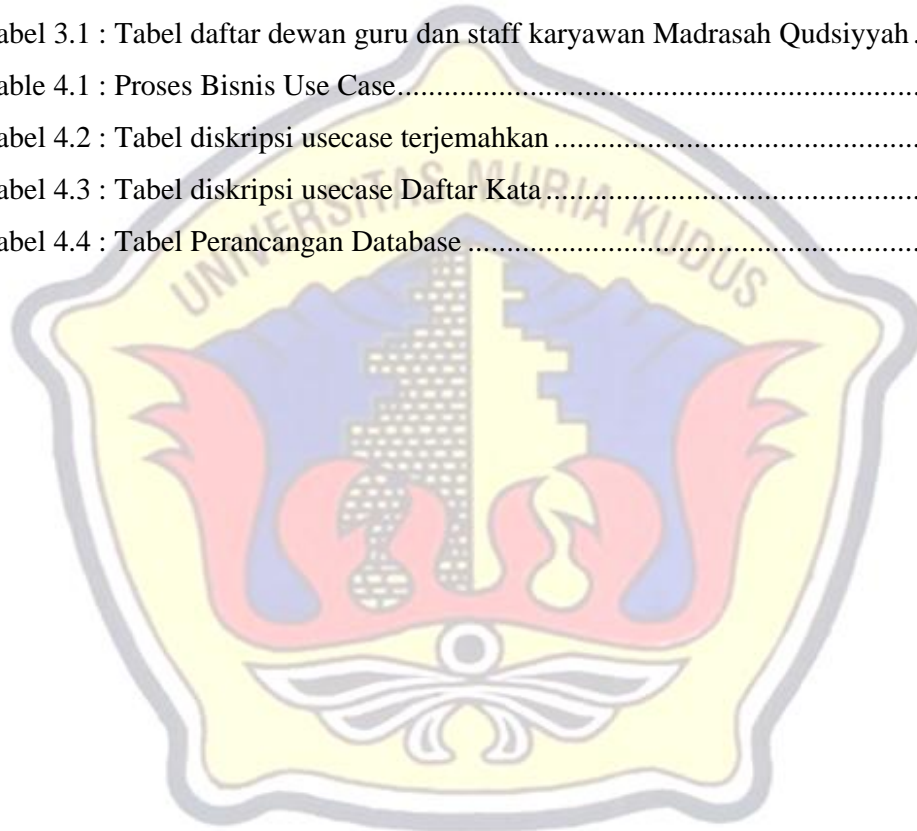 abel 3.1 : Tabel daftar dewan guru dan staff karyawan Madrasah Qudsiyyah .
able 4.1 : Proses Bisnis Use Case.......................................................................
abel 4.2 : Tabel diskripsi usecase terjemahkan ..................................................
abel 4.3 : Tabel diskripsi usecase Daftar Kata ....................................................
abel 4.4 : Tabel Perancangan Database ..............................................................
UNIVERSITAS MURIA KUDUS